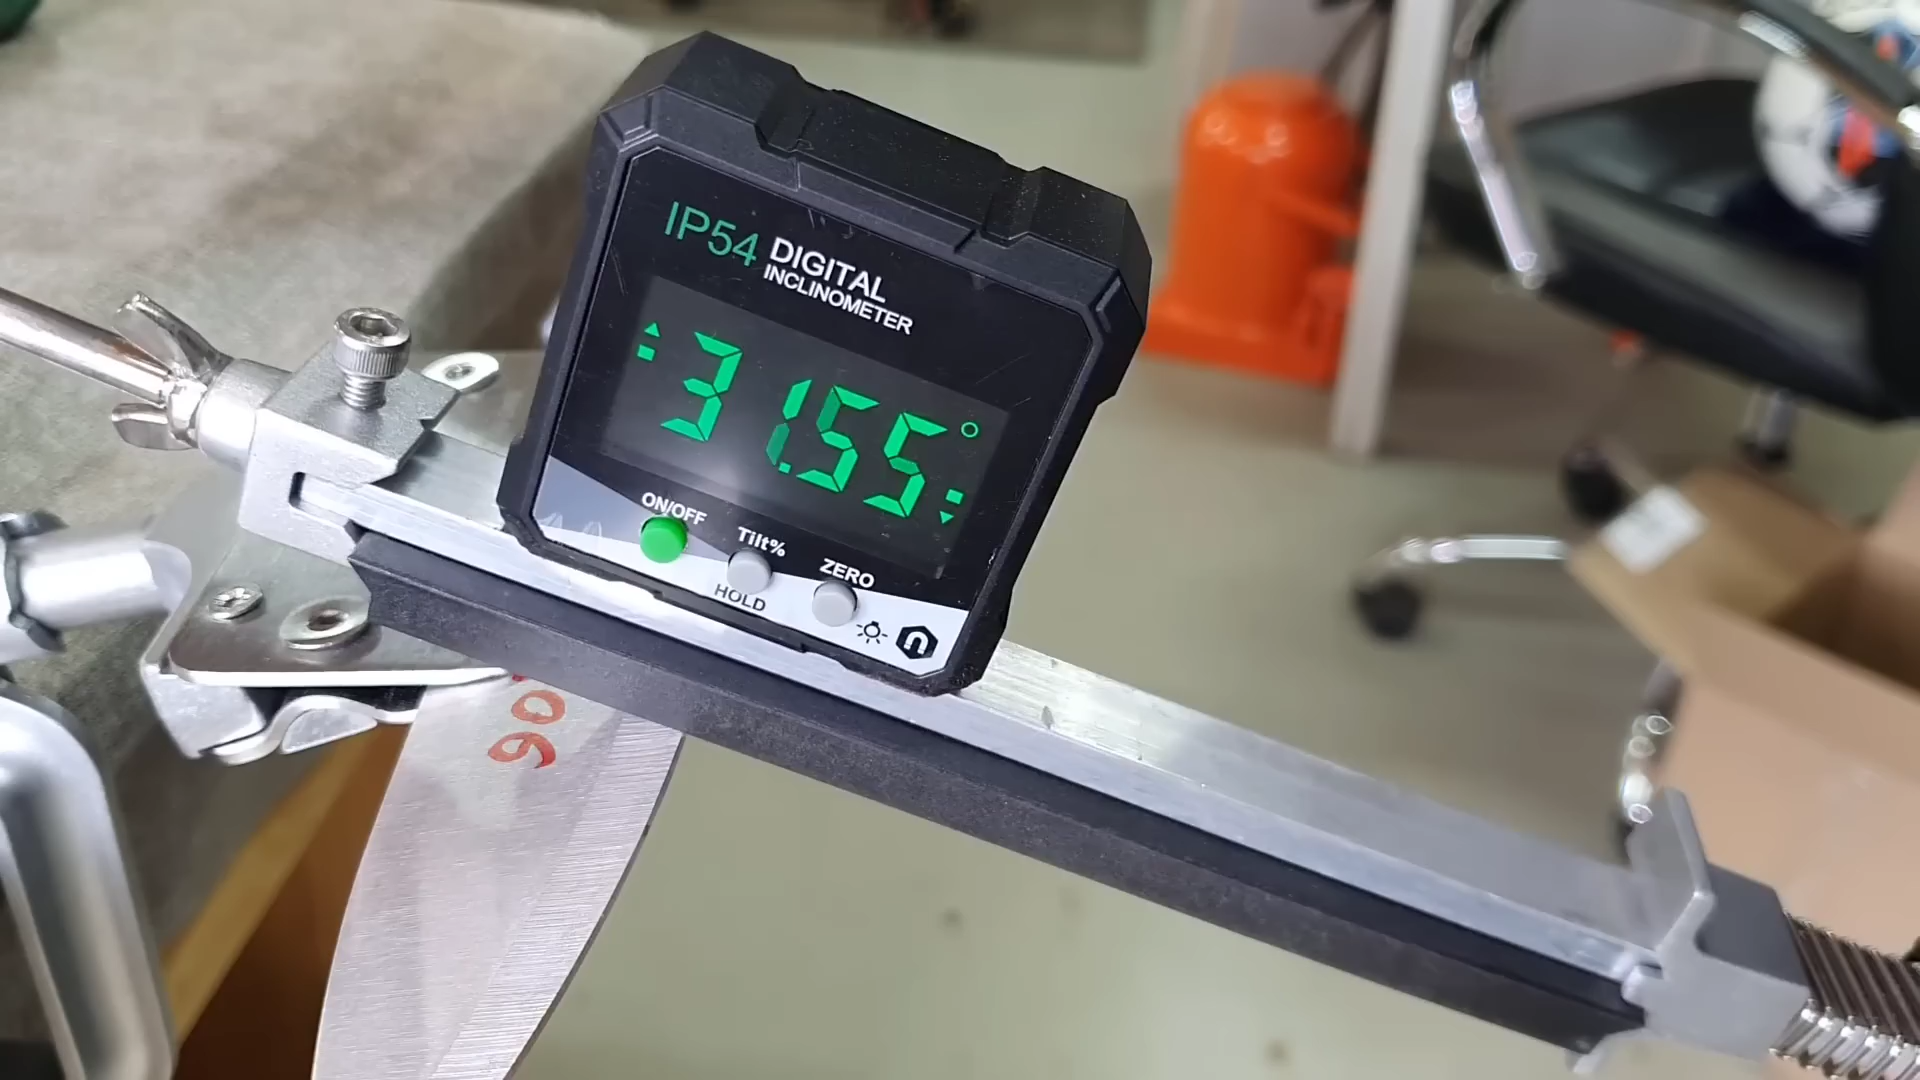 IP54 DIGITAL
INCLINOMETER
31.55°
ON/OFF
Tilt%
HOLD
ZERO